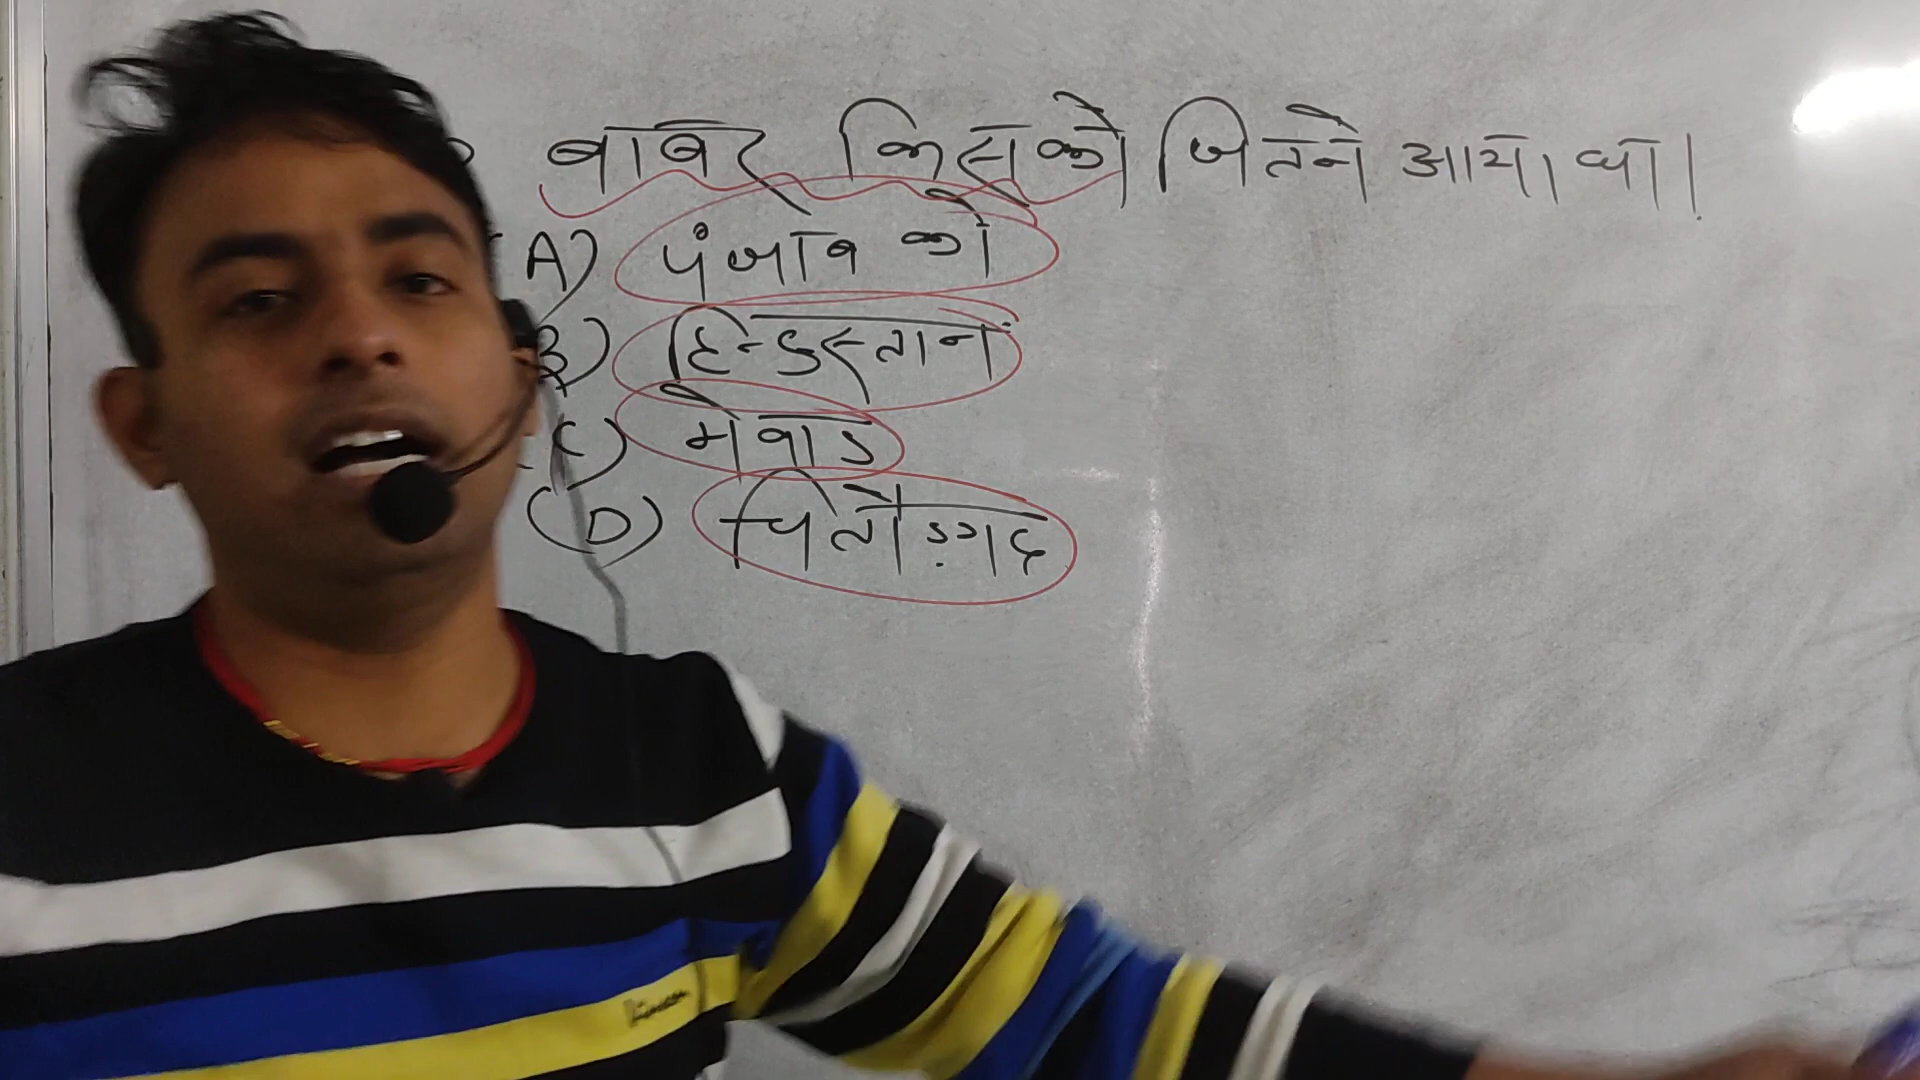 बाबर किसको जितने आया था।
A) पंजाब को
B) हिन्दुस्तान
(C) मेवाड
(D) चितौड़गढ